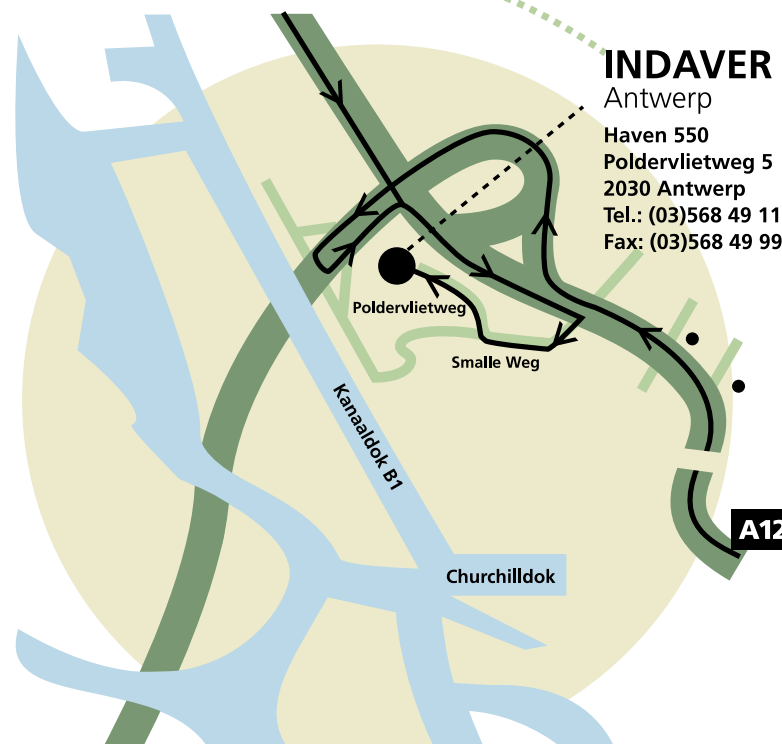 INDAVER
Antwerp
Haven 550
Poldervlietweg 5
2030 Antwerp
Tel.: (03)568 49 11
Fax: (03)568 49 99
Poldervlietweg
Smalle Weg
Kanaaldok B1
A12
Churchilldok